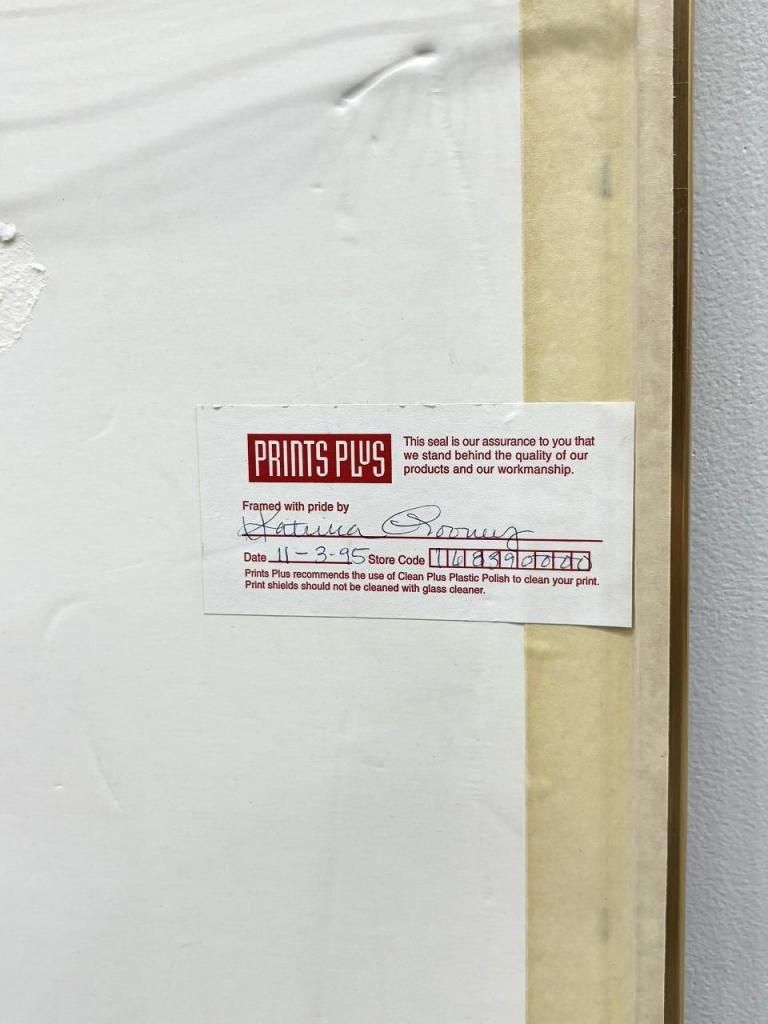 PRINTS PLUS
This seal is our assurance to you that
we stand behind the quality of our
products and our workmanship.
Framed with pride by
Katrina Rooney
Date 11-3-95 Store Code 168390000
Prints Plus recommends the use of Clean Plus Plastic Polish to clean your print.
Print shields should not be cleaned with glass cleaner.